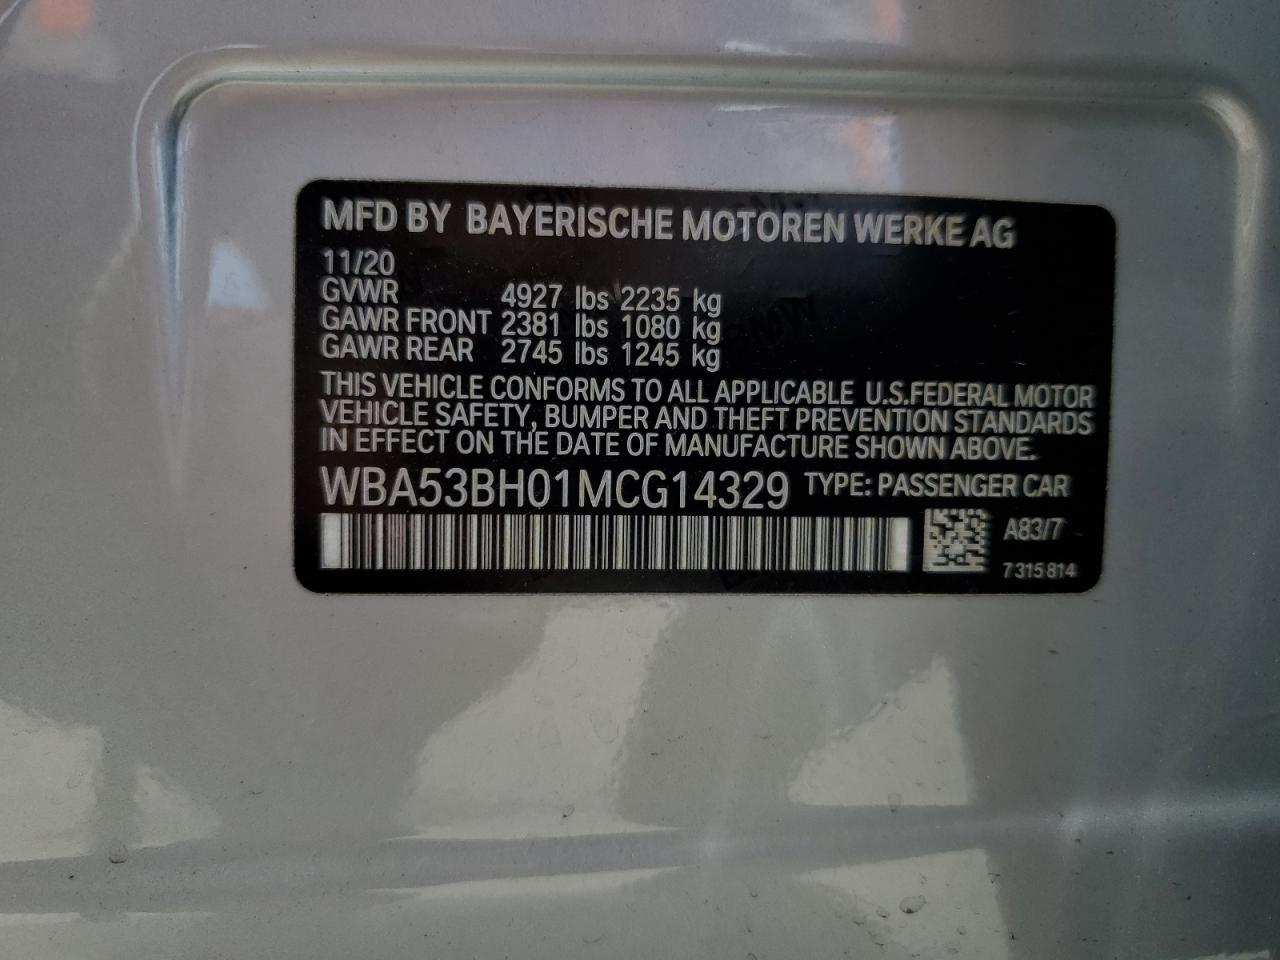 MFD BY BAYERISCHE MOTOREN WERKE AG
11/20
GVWR 4927 lbs 2235 kg
GAWR FRONT 2381 lbs 1080 kg
GAWR REAR 2745 lbs 1245 kg
THIS VEHICLE CONFORMS TO ALL APPLICABLE U.S.FEDERAL MOTOR
VEHICLE SAFETY, BUMPER AND THEFT PREVENTION STANDARDS
IN EFFECT ON THE DATE OF MANUFACTURE SHOWN ABOVE.
WBA53BH01MCG14329 TYPE: PASSENGER CAR
A83/7
7 315 814